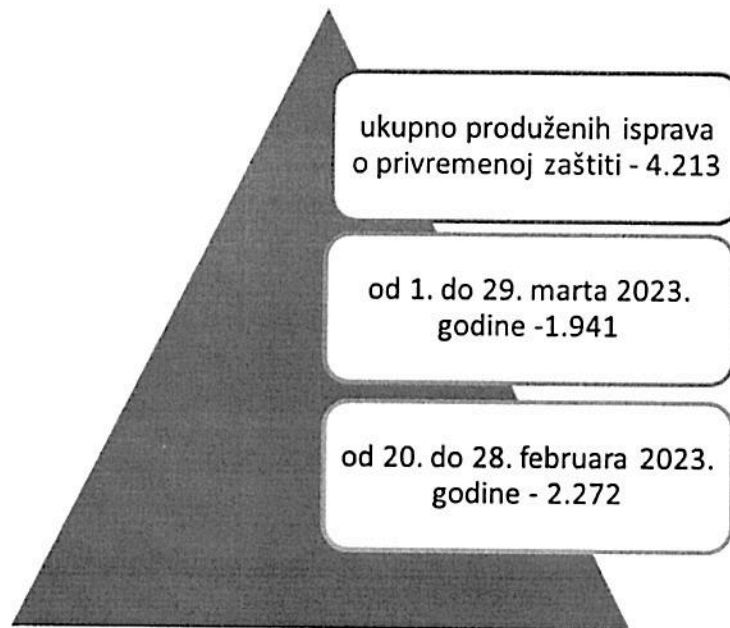 ukupno produženih isprava
o privremenoj zaštiti - 4.213
od 1. do 29. marta 2023.
godine -1.941
od 20. do 28. februara 2023.
godine - 2.272